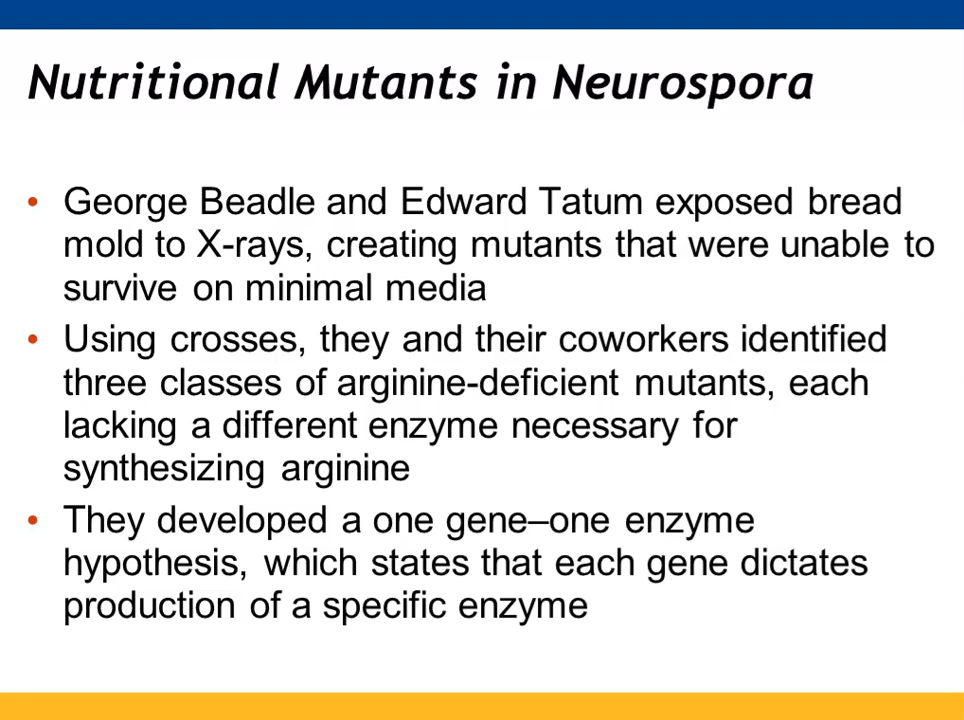 Nutritional Mutants in Neurospora
• George Beadle and Edward Tatum exposed bread
mold to X-rays, creating mutants that were unable to
survive on minimal media
• Using crosses, they and their coworkers identified
three classes of arginine-deficient mutants, each
lacking a different enzyme necessary for
synthesizing arginine
• They developed a one gene–one enzyme
hypothesis, which states that each gene dictates
production of a specific enzyme